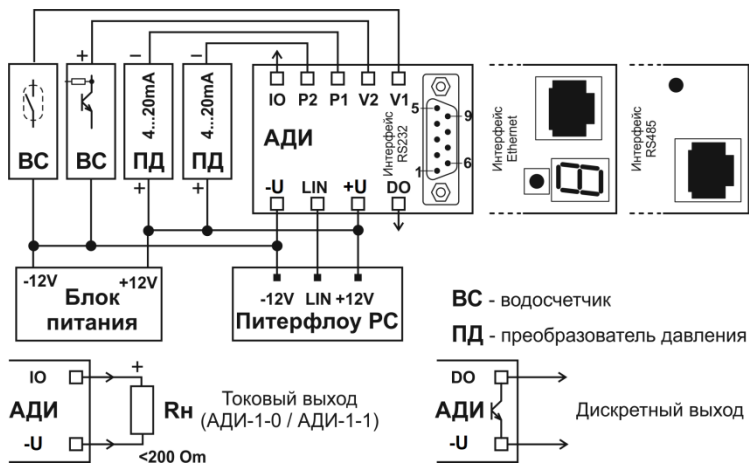 + – –
ВС
ВС
4...20mA
ПД
4...20mA
ПД
+ +
IO P2 P1 V2 V1
АДИ
Интерфейс
RS232
5
9
1
6
-U LIN +U DO
Интерфейс
Ethernet
Интерфейс
RS485
-12V +12V
Блок
питания
-12V LIN +12V
Питерфлоу РС
ВС - водосчетчик
ПД - преобразователь давления
IO
АДИ
-U
+
Rн
<200 Om
Токовый выход
(АДИ-1-0 / АДИ-1-1)
DO
АДИ
-U
Дискретный выход